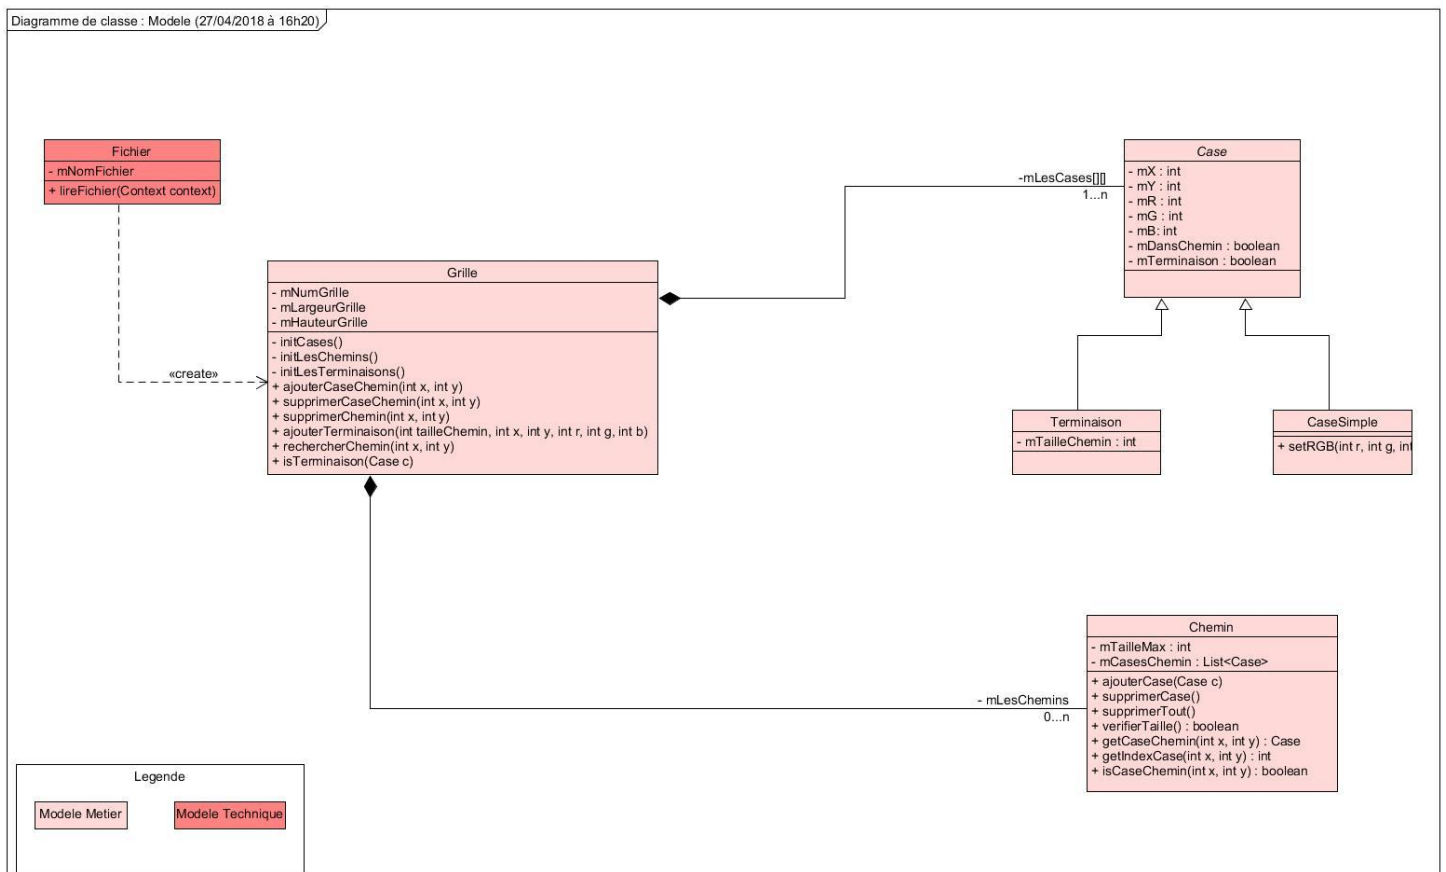 Diagramme de classe : Modele (27/04/2018 à 16h20)
Fichier
- mNomFichier
+ lireFichier(Context context)
«create»
Grille
- mNumGrille
- mLargeurGrille
- mHauteurGrille
- initCases()
- initLesChemins()
- initLesTerminaisons()
+ ajouterCaseChemin(int x, int y)
+ supprimerCaseChemin(int x, int y)
+ supprimerChemin(int x, int y)
+ ajouterTerminaison(int tailleChemin, int x, int y, int r, int g, int b)
+ rechercherChemin(int x, int y)
+ isTerminaison(Case c)
-mLesCases[][]
1...n
Case
- mX : int
- mY : int
- mR : int
- mG : int
- mB: int
- mDansChemin : boolean
- mTerminaison : boolean
Terminaison
- mTailleChemin : int
CaseSimple
+ setRGB(int r, int g, int
- mLesChemins
0...n
Chemin
- mTailleMax : int
- mCasesChemin : List<Case>
+ ajouterCase(Case c)
+ supprimerCase()
+ supprimerTout()
+ verifierTaille() : boolean
+ getCaseChemin(int x, int y) : Case
+ getIndexCase(int x, int y) : int
+ isCaseChemin(int x, int y) : boolean
Legende
Modele Metier
Modele Technique